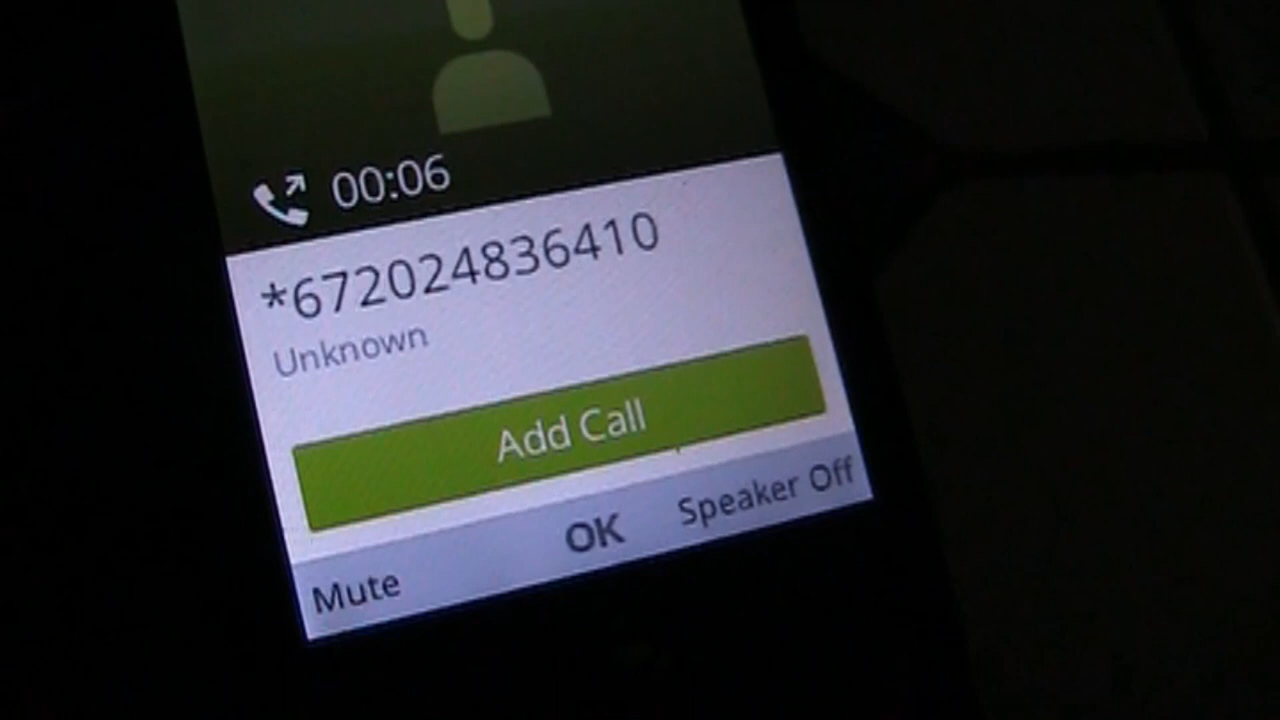 00:06
*672024836410
Unknown
Add Call
Mute OK Speaker Off